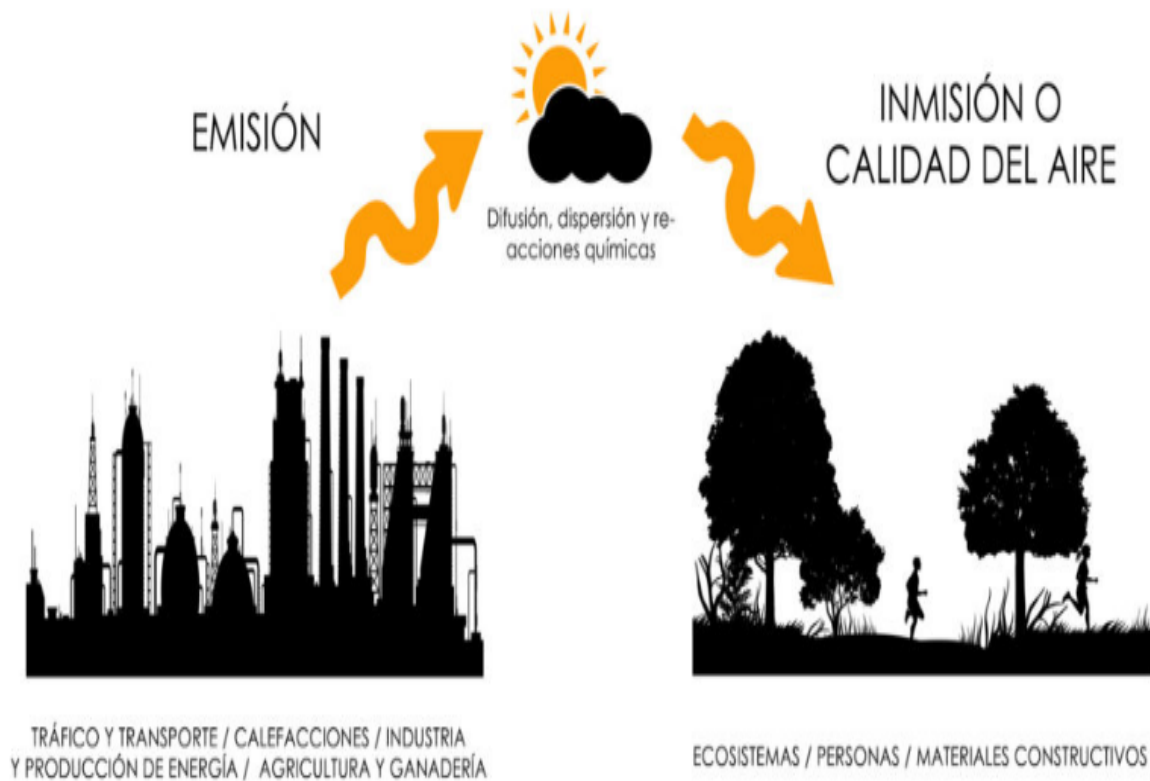 EMISIÓN
Difusión, dispersión y re-
acciones químicas
INMISIÓN O
CALIDAD DEL AIRE
TRÁFICO Y TRANSPORTE / CALEFACCIONES / INDUSTRIA
Y PRODUCCIÓN DE ENERGÍA / AGRICULTURA Y GANADERÍA
ECOSISTEMAS / PERSONAS / MATERIALES CONSTRUCTIVOS